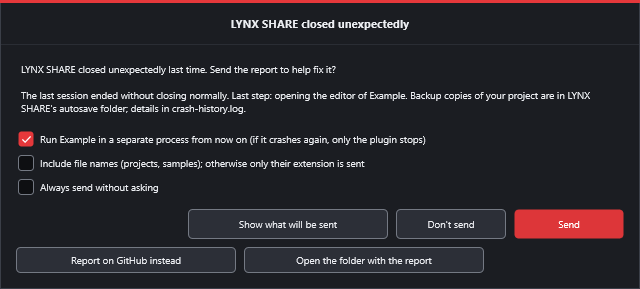 LYNX SHARE closed unexpectedly
LYNX SHARE closed unexpectedly last time. Send the report to help fix it?
The last session ended without closing normally. Last step: opening the editor of Example. Backup copies of your project are in LYNX
SHARE's autosave folder; details in crash-history.log.
Run Example in a separate process from now on (if it crashes again, only the plugin stops)
Include file names (projects, samples); otherwise only their extension is sent
Always send without asking
Show what will be sent
Don't send
Send
Report on GitHub instead
Open the folder with the report